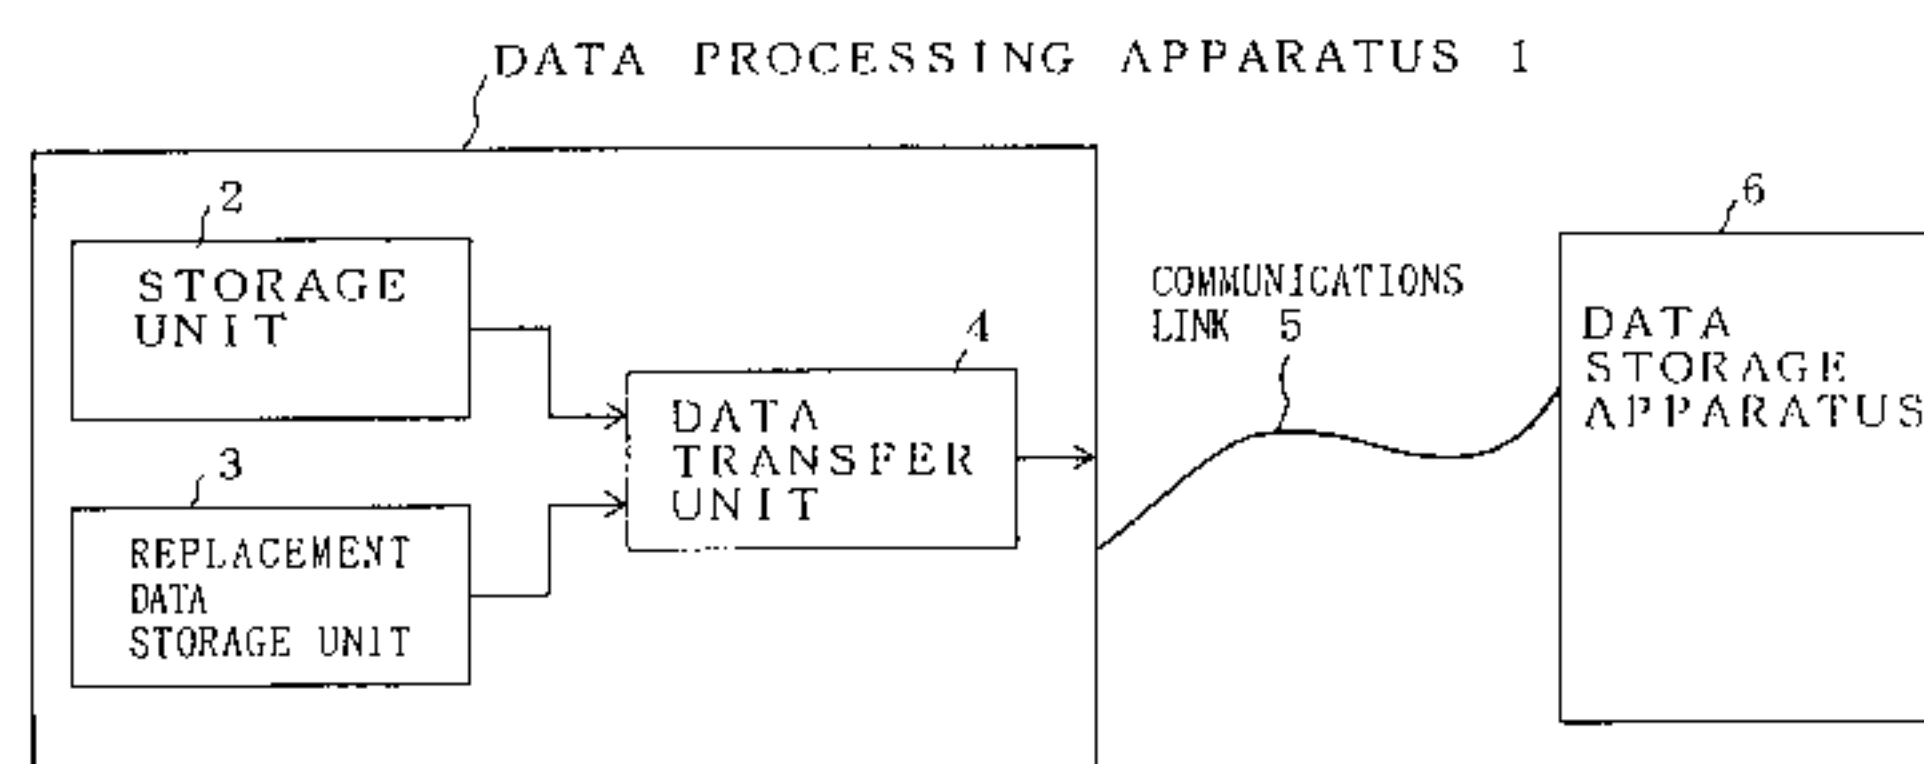 DATA PROCESSING APPARATUS 1
2
STORAGE
UNIT
3
REPLACEMENT
DATA
STORAGE UNIT
4
DATA
TRANSFER
UNIT
COMMUNICATIONS
LINK 5
6
DATA
STORAGE
APPARATUS